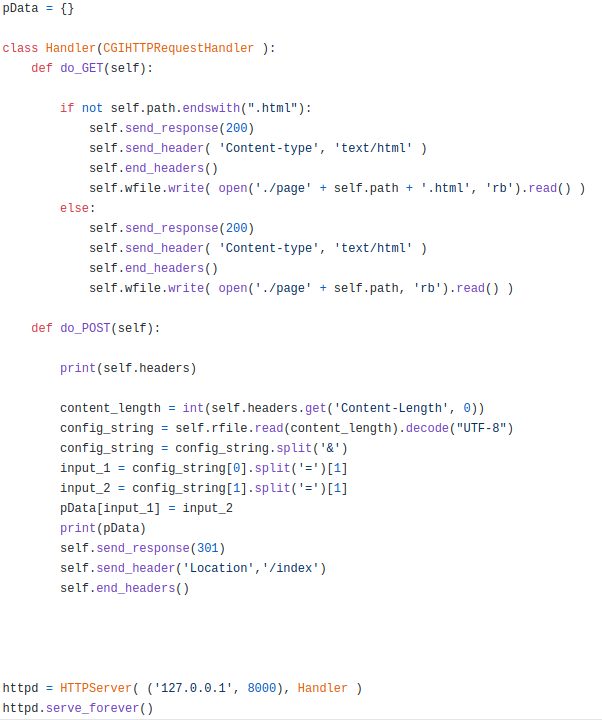 pData = {}
class Handler(CGIHTTPRequestHandler ):
    def do_GET(self):
        if not self.path.endswith(".html"):
            self.send_response(200)
            self.send_header( 'Content-type', 'text/html' )
            self.end_headers()
            self.wfile.write( open('./page' + self.path + '.html', 'rb').read() )
        else:
            self.send_response(200)
            self.send_header( 'Content-type', 'text/html' )
            self.end_headers()
            self.wfile.write( open('./page' + self.path, 'rb').read() )
    def do_POST(self):
        print(self.headers)
        content_length = int(self.headers.get('Content-Length', 0))
        config_string = self.rfile.read(content_length).decode("UTF-8")
        config_string = config_string.split('&')
        input_1 = config_string[0].split('=')[1]
        input_2 = config_string[1].split('=')[1]
        pData[input_1] = input_2
        print(pData)
        self.send_response(301)
        self.send_header('Location','/index')
        self.end_headers()
httpd = HTTPServer( ('127.0.0.1', 8000), Handler )
httpd.serve_forever()